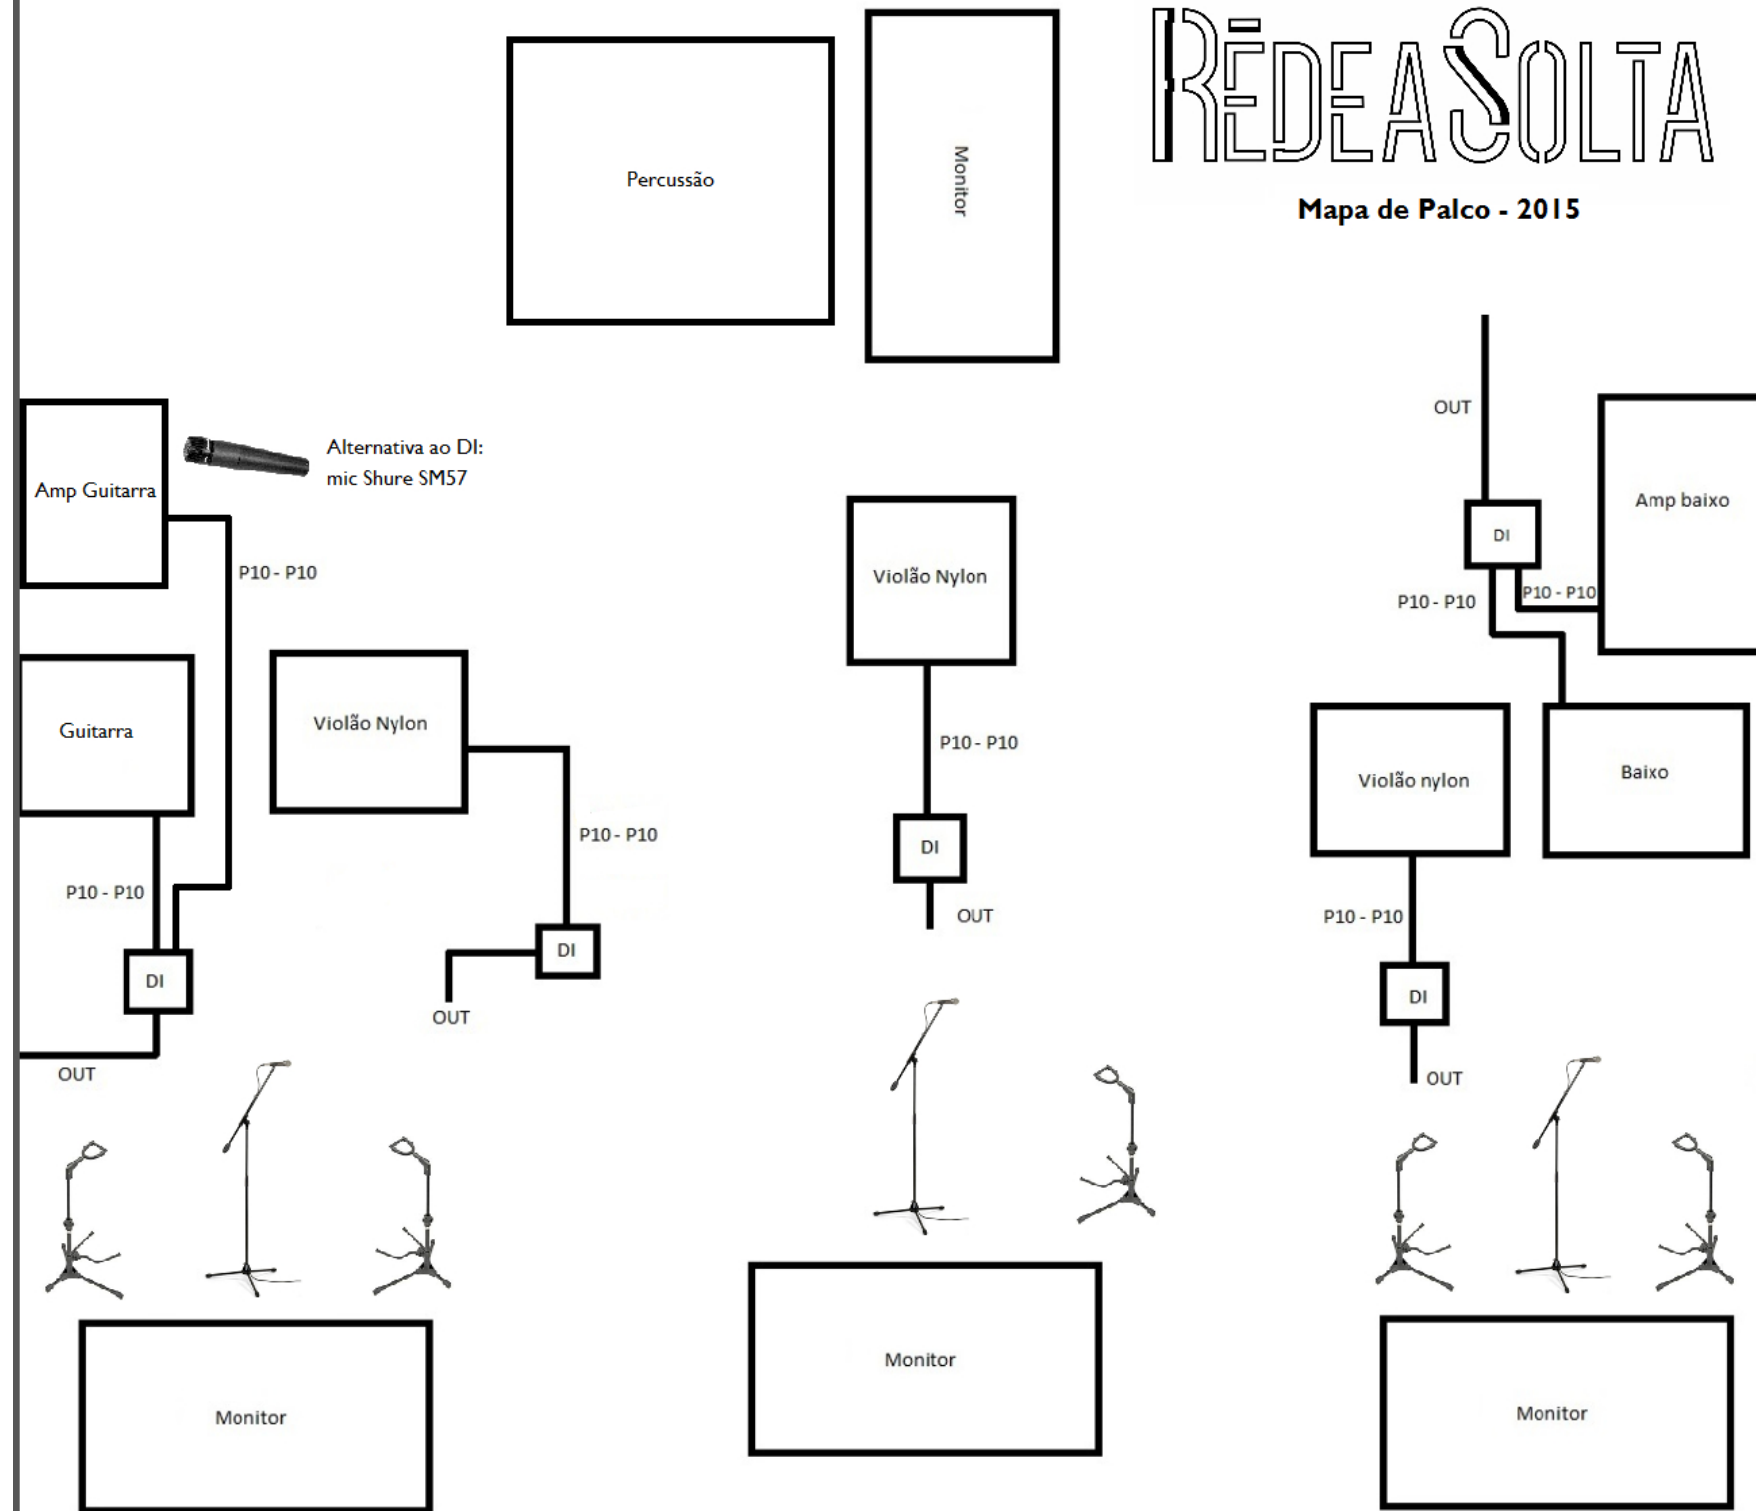 RÉDEASOLTA
Mapa de Palco - 2015
Percussão
Monitor
OUT
Alternativa ao DI:
mic Shure SM57
Amp Guitarra
Amp baixo
DI
P10 - P10
Violão Nylon
P10 - P10
P10 - P10
Guitarra
Violão Nylon
P10 - P10
Violão nylon
Baixo
P10 - P10
DI
P10 - P10
OUT
P10 - P10
DI
DI
DI
OUT
OUT
OUT
Monitor
Monitor
Monitor